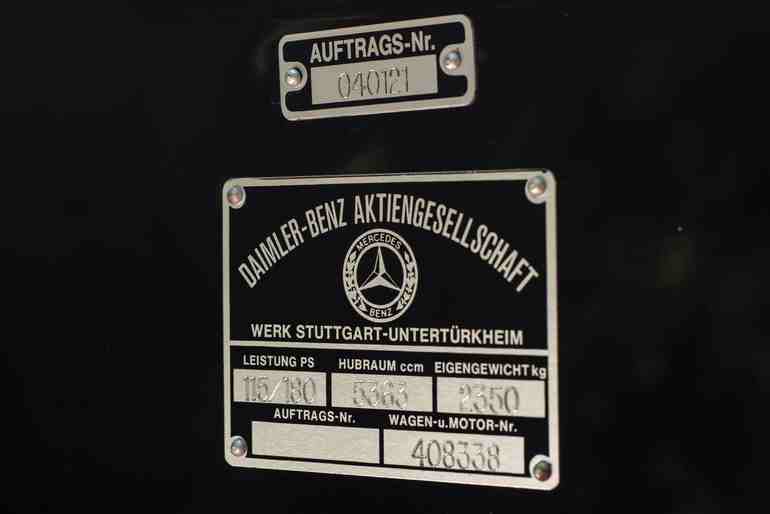 AUFTRAGS-Nr.
040121
DAIMLER-BENZ AKTIENGESELLSCHAFT
MERCEDES
BENZ
WERK STUTTGART-UNTERTÜRKHEIM
LEISTUNG PS HUBRAUM ccm EIGENGEWICHT kg
115/180 5363 2350
AUFTRAGS-Nr. WAGEN-u.MOTOR-Nr.
408338